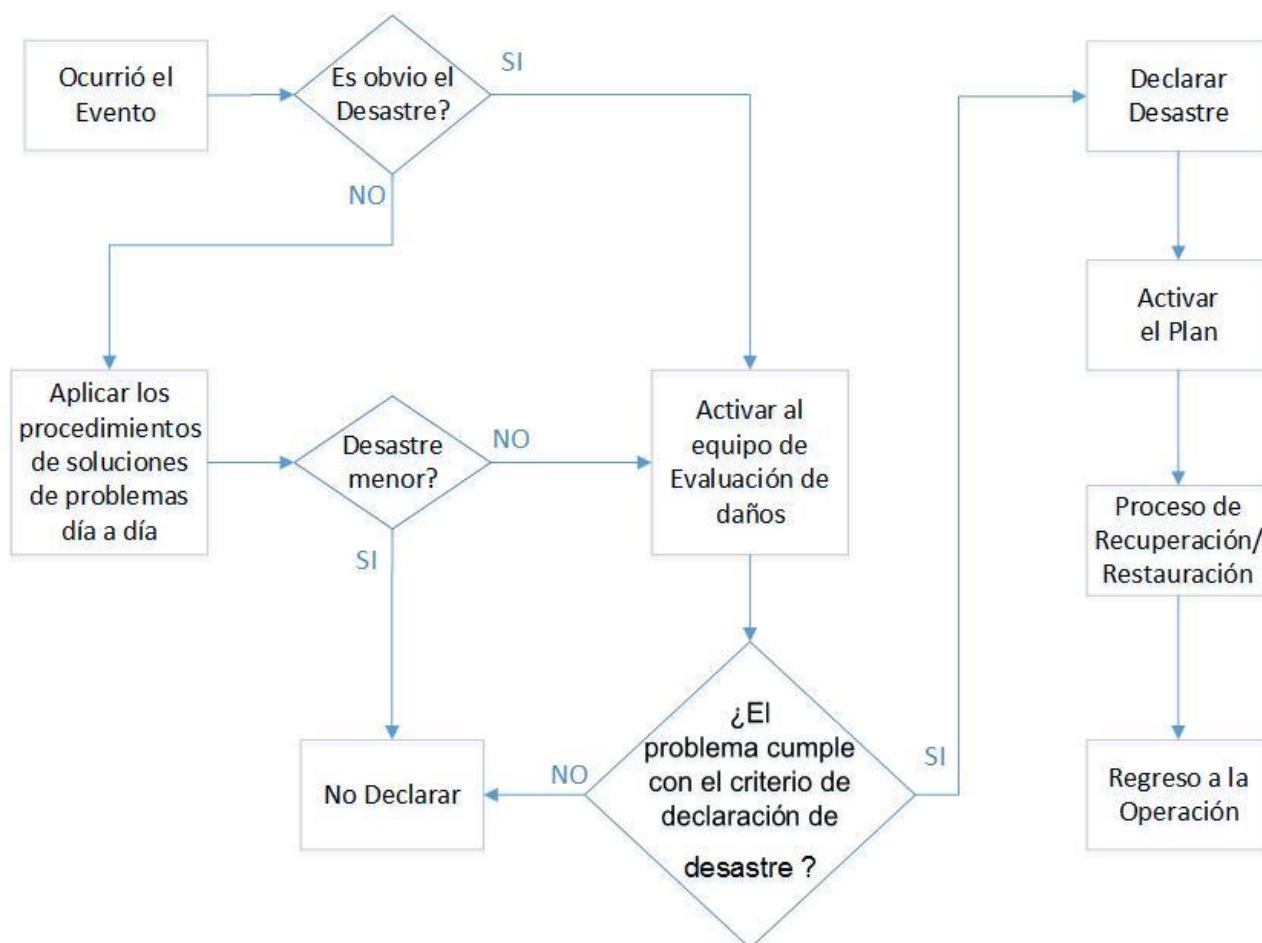 Ocurrió el
Evento
Es obvio el
Desastre?
SI
NO
Declarar
Desastre
Aplicar los
procedimientos
de soluciones
de problemas
día a día
Desastre
menor?
NO
SI
Activar al
equipo de
Evaluación de
daños
Activar
el Plan
Proceso de
Recuperación/
Restauración
No Declarar
NO
¿El
problema cumple
con el criterio de
declaración de
desastre ?
SI
Regreso a la
Operación